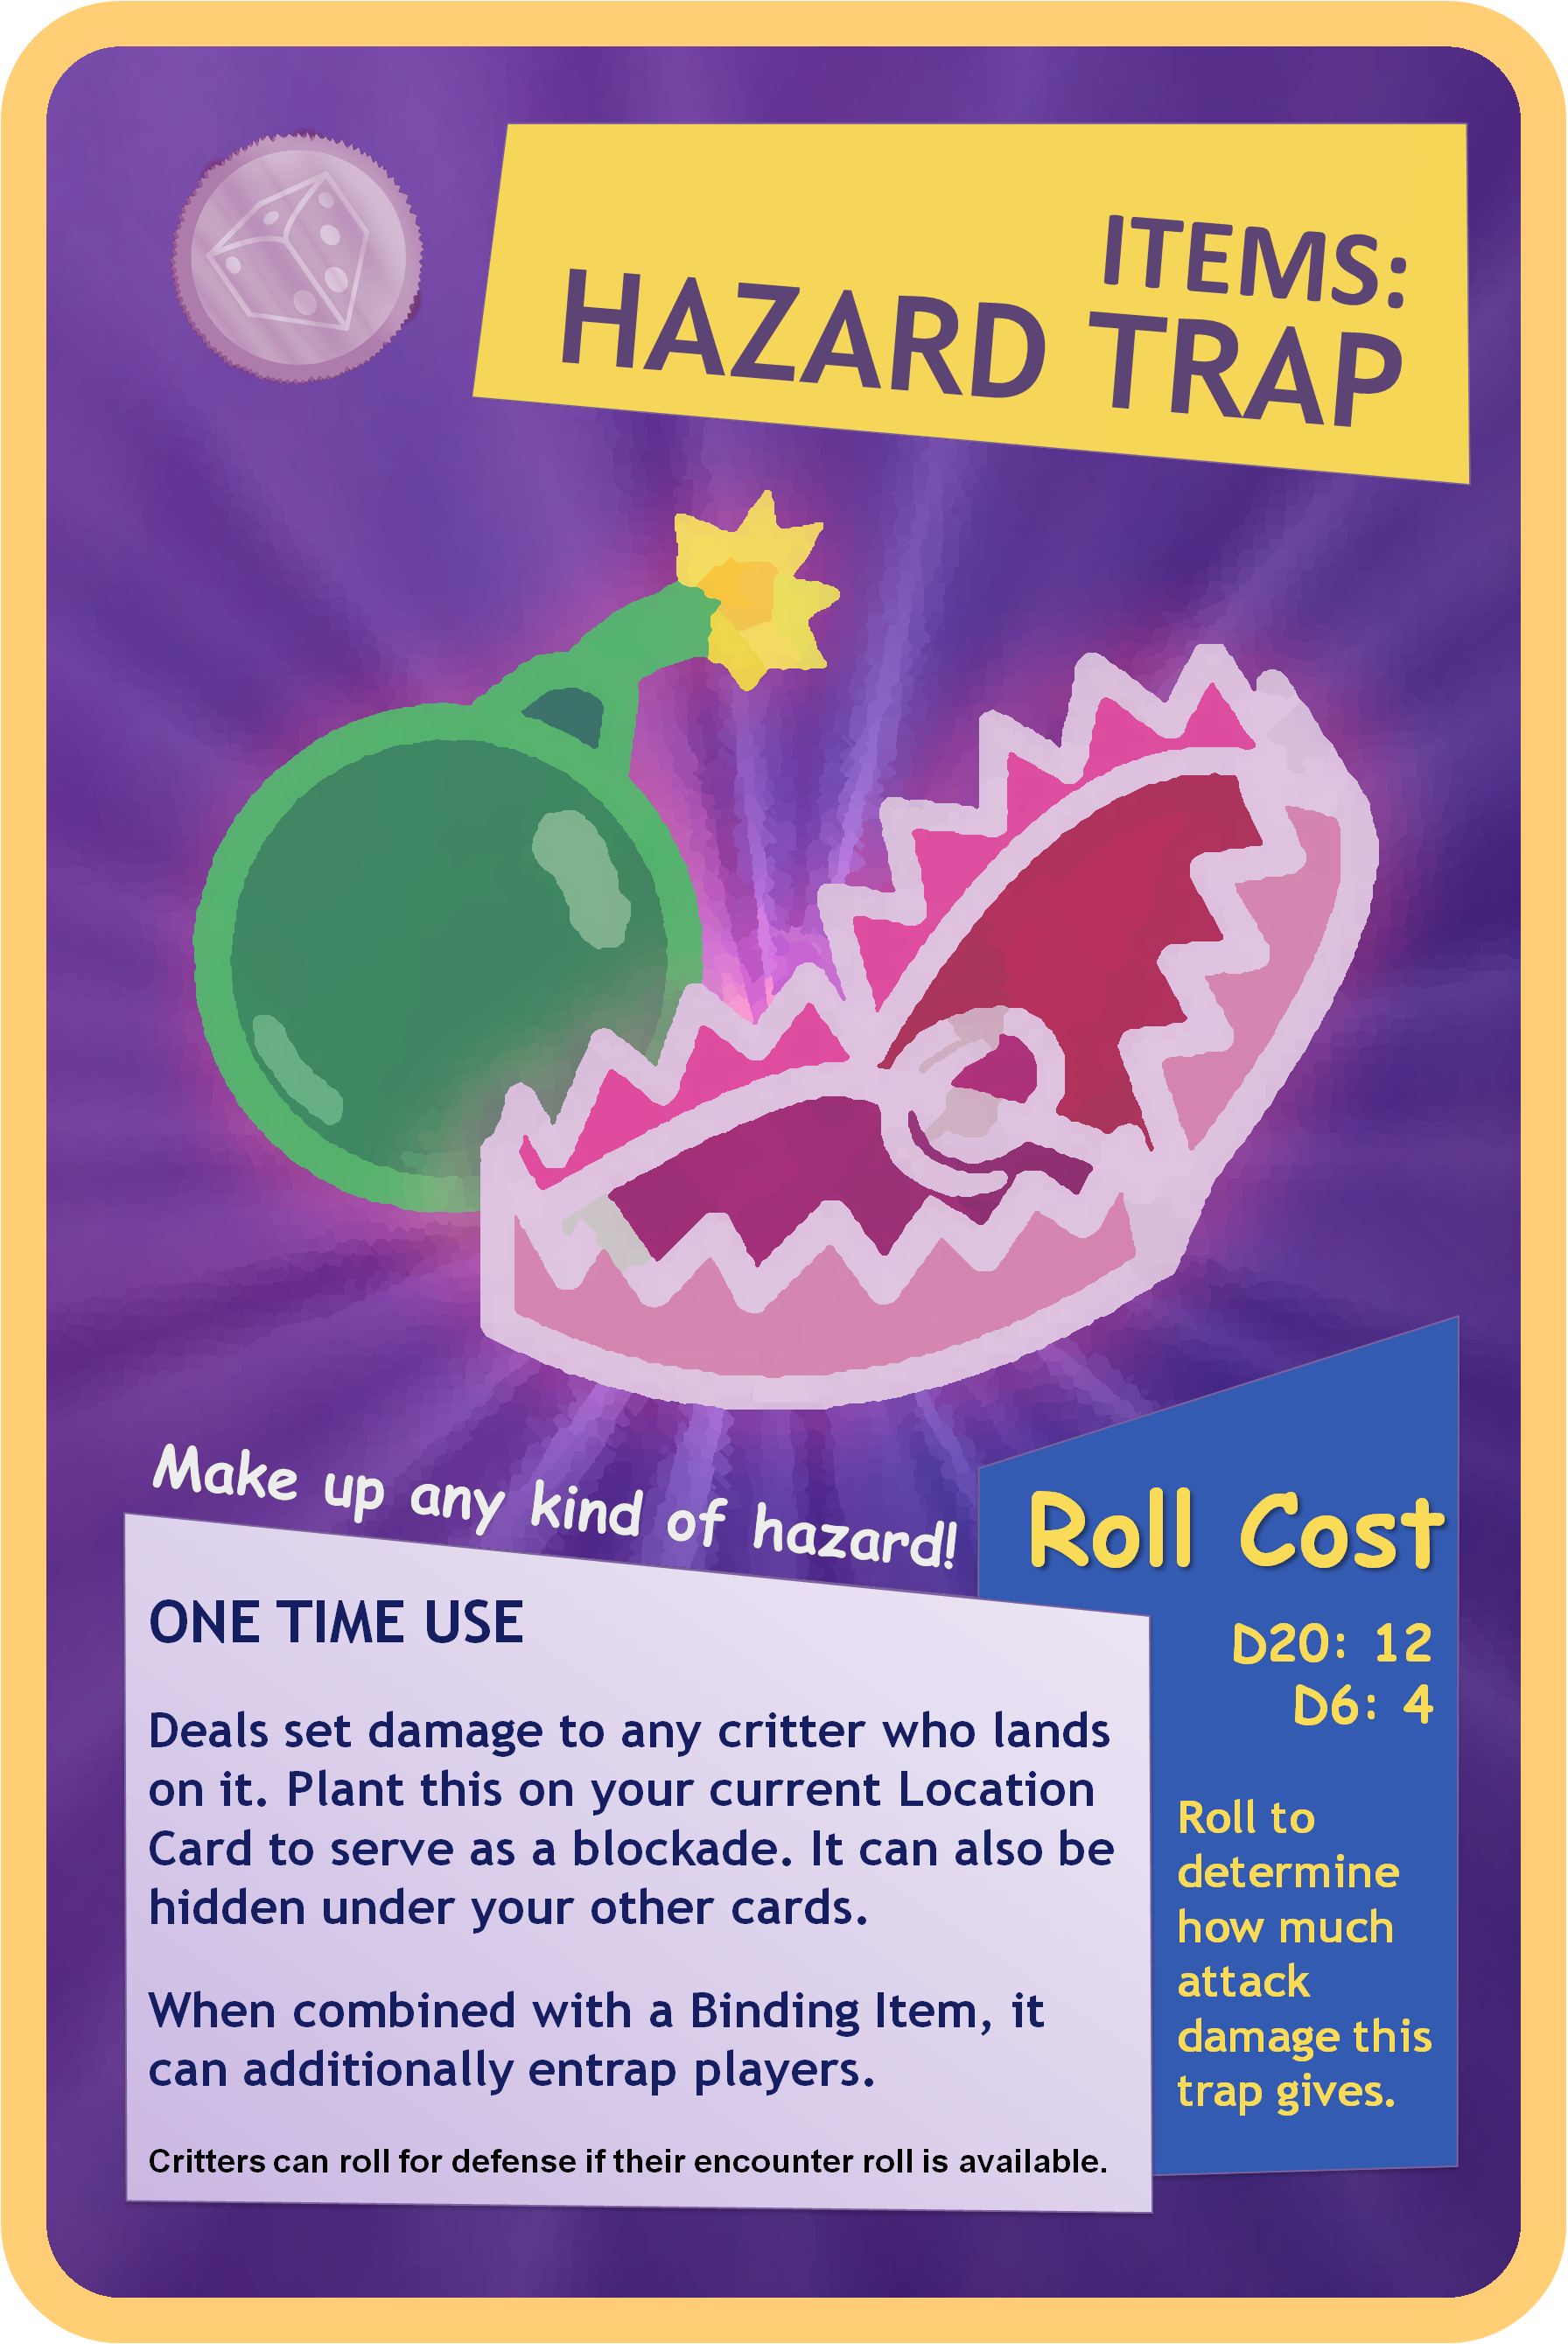 ITEMS:
HAZARD TRAP
Make up any kind of hazard!
ONE TIME USE
Deals set damage to any critter who lands
on it. Plant this on your current Location
Card to serve as a blockade. It can also be
hidden under your other cards.
When combined with a Binding Item, it
can additionally entrap players.
Critters can roll for defense if their encounter roll is available.
Roll Cost
D20: 12
D6: 4
Roll to
determine
how much
attack
damage this
trap gives.